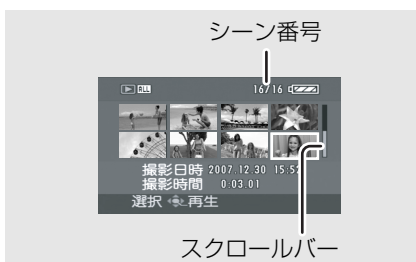 シーン番号
ALL 16/16
撮影日時 2007.12.30 15:52
撮影時間 0:03.01
選択 再生
スクロールバー